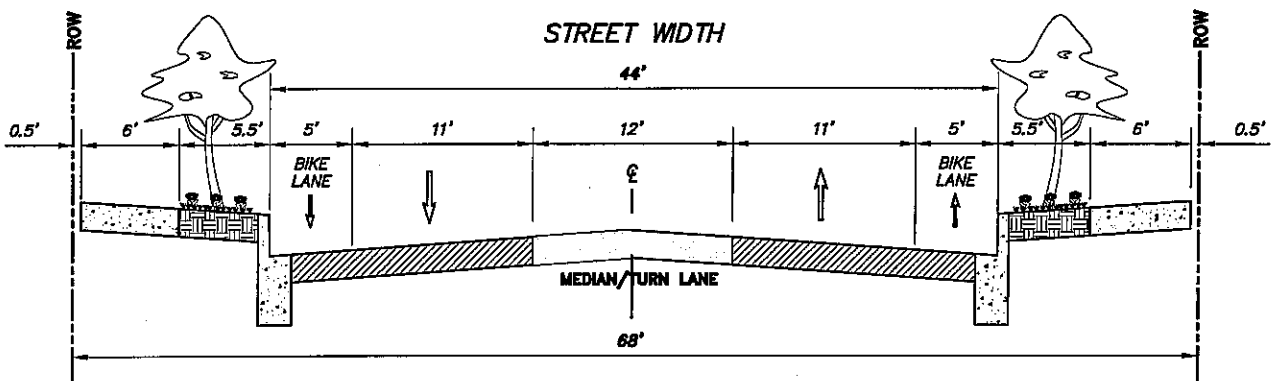 ROW
STREET WIDTH
ROW
44'
0.5'
6'
5.5'
5'
11'
12'
11'
5'
5.5'
6'
0.5'
BIKE
LANE
℄
BIKE
LANE
MEDIAN/TURN LANE
68'